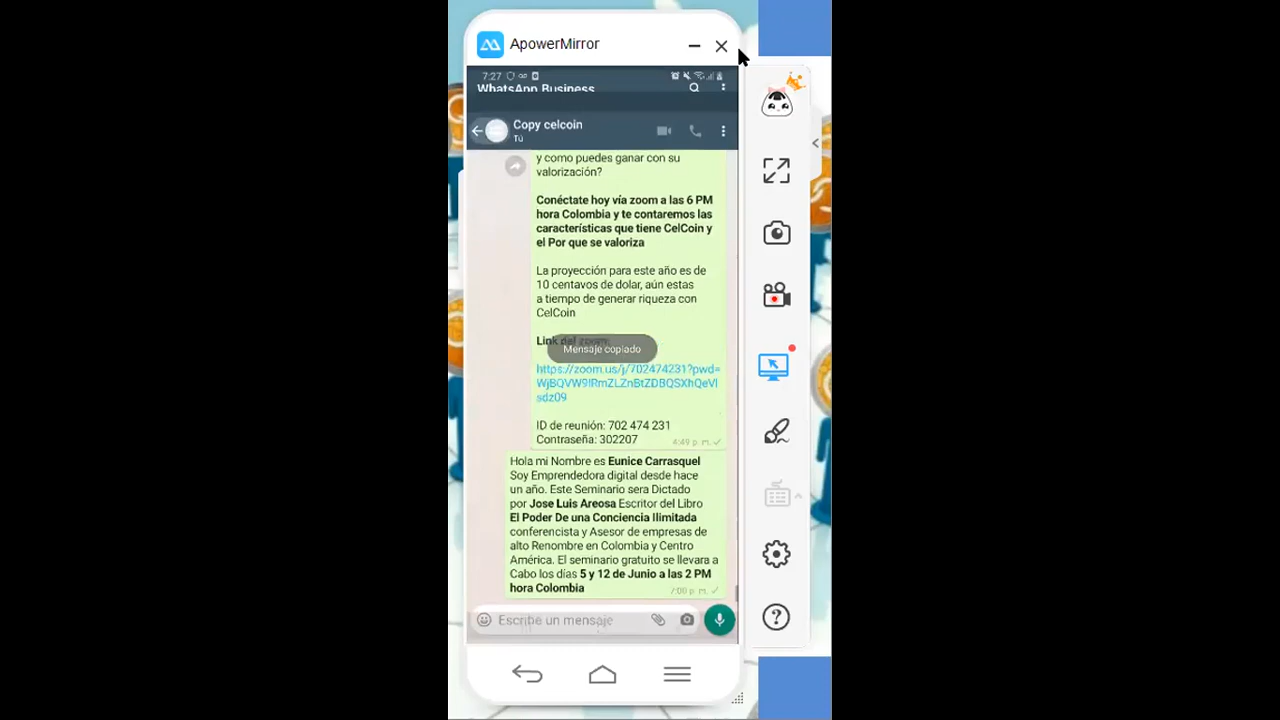 ApowerMirror
7:27
WhatsApp Business
Copy celcoin
Tú
y como puedes ganar con su
valorización?
Conéctate hoy vía zoom a las 6 PM
hora Colombia y te contaremos las
características que tiene CelCoin y
el Por que se valoriza
La proyección para este año es de
10 centavos de dolar, aún estas
a tiempo de generar riqueza con
CelCoin
Link del zoom:
Mensaje copiado
https://zoom.us/j/702474231?pwd=
sdz09
ID de reunión: 702 474 231
Contraseña: 302207
4:49 p. m.
Hola mi Nombre es Eunice Carrasquel
Soy Emprendedora digital desde hace
un año. Este Seminario sera Dictado
por Jose Luis Areosa Escritor del Libro
El Poder De una Conciencia Ilimitada
conferencista y Asesor de empresas de
alto Renombre en Colombia y Centro
América. El seminario gratuito se llevara a
Cabo los días 5 y 12 de Junio a las 2 PM
hora Colombia
7:00 p. m.
Escribe un mensaje